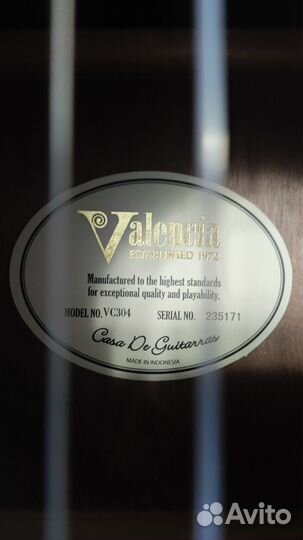 Valencia
ESTABLISHED 1973
Manufactured to the highest standards
for exceptional quality and playability.
MODEL NO. VC304 SERIAL NO. 235171
Casa De Guitarras
MADE IN INDONESIA
Avito